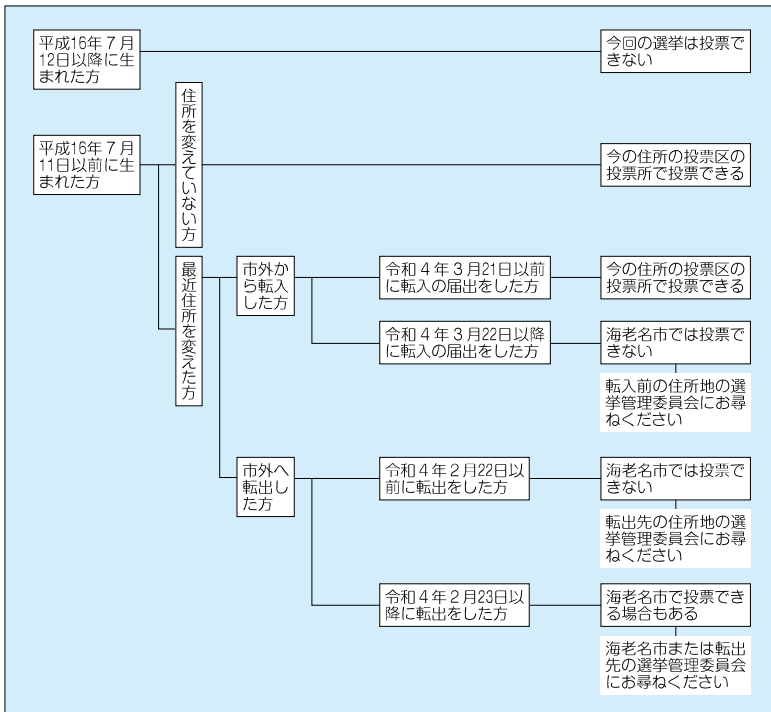 平成16年7月
12日以降に生
まれた方
今回の選挙は投票で
きない
平成16年7月
11日以前に生
まれた方
住所を変えていない方
今の住所の投票区の
投票所で投票できる
最近住所を変えた方
市外か
ら転入
した方
令和4年3月21日以前
に転入の届出をした方
今の住所の投票区の
投票所で投票できる
令和4年3月22日以降
に転入の届出をした方
海老名市では投票で
きない
転入前の住所地の選
挙管理委員会にお尋
ねください
市外へ
転出し
た方
令和4年2月22日以
前に転出をした方
海老名市では投票で
きない
転出先の住所地の選
挙管理委員会にお尋
ねください
令和4年2月23日以
降に転出をした方
海老名市で投票でき
る場合もある
海老名市または転出
先の選挙管理委員会
にお尋ねください